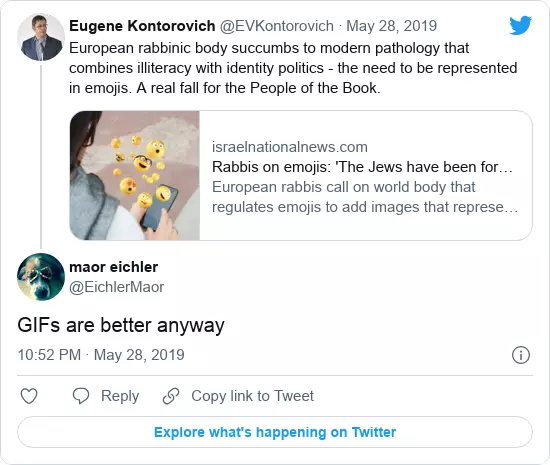 Eugene Kontorovich @EVKontorovich · May 28, 2019
European rabbinic body succumbs to modern pathology that
combines illiteracy with identity politics - the need to be represented
in emojis. A real fall for the People of the Book.
israelnationalnews.com
Rabbis on emojis: 'The Jews have been for…
European rabbis call on world body that
regulates emojis to add images that represe…
maor eichler
@EichlerMaor
GIFs are better anyway
10:52 PM · May 28, 2019
Reply
Copy link to Tweet
Explore what's happening on Twitter